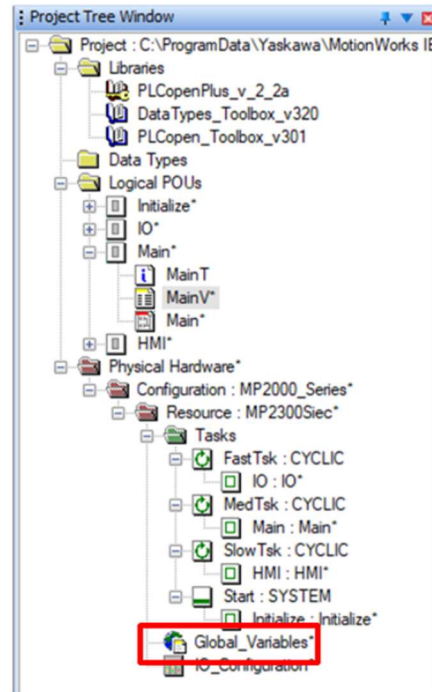 Project Tree Window
Project : C:\ProgramData\Yaskawa\MotionWorks IE
Libraries
PLCopenPlus_v_2_2a
DataTypes_Toolbox_v320
PLCopen_Toolbox_v301
Data Types
Logical POUs
Initialize*
IO*
Main*
MainT
MainV*
Main*
HMI*
Physical Hardware*
Configuration : MP2000_Series*
Resource : MP2300Siec*
Tasks
FastTsk : CYCLIC
IO : IO*
MedTsk : CYCLIC
Main : Main*
SlowTsk : CYCLIC
HMI : HMI*
Start : SYSTEM
Initialize : Initialize*
Global_Variables*
IO_Configuration*